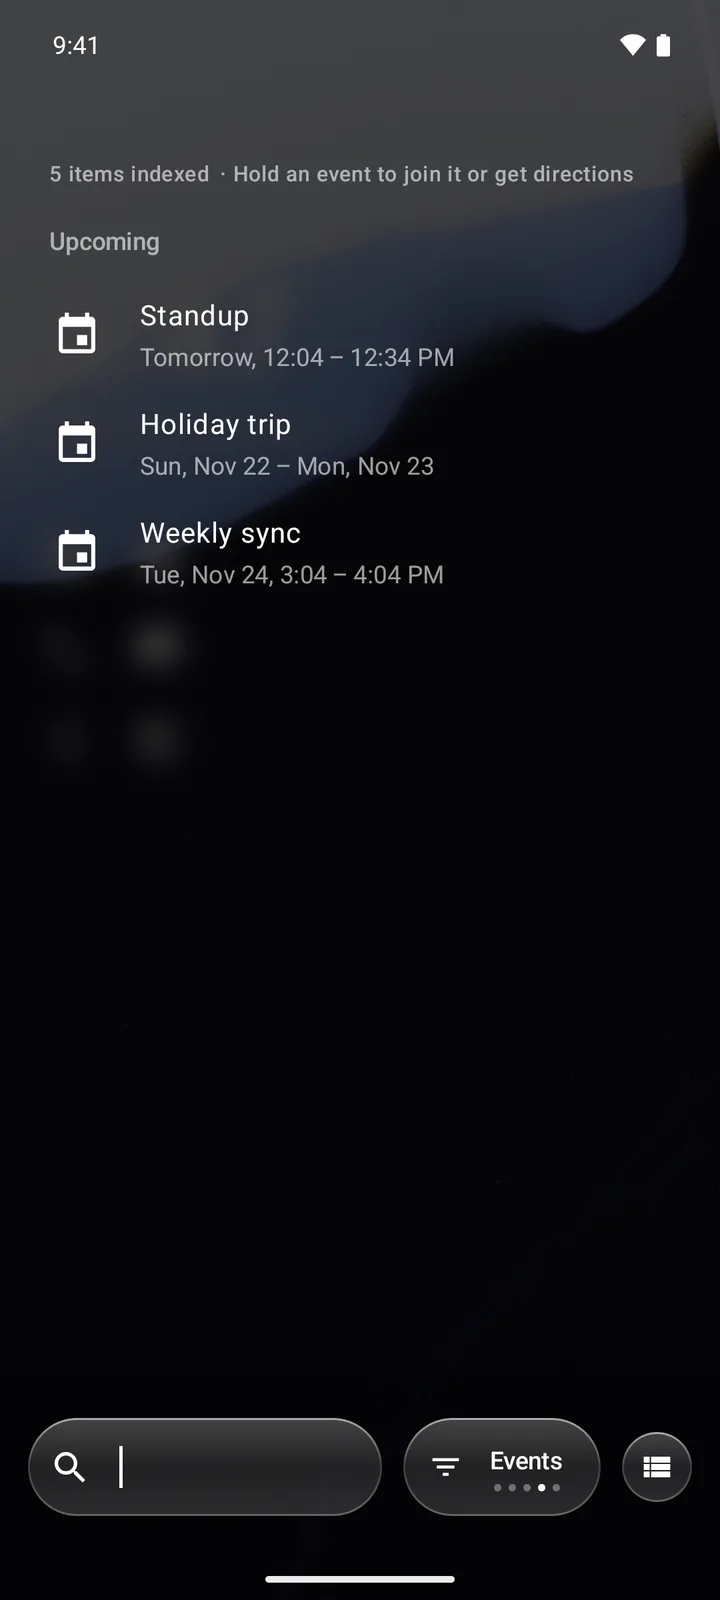 9:41
5 items indexed · Hold an event to join it or get directions
Upcoming
Standup
Tomorrow, 12:04 – 12:34 PM
Holiday trip
Sun, Nov 22 – Mon, Nov 23
Weekly sync
Tue, Nov 24, 3:04 – 4:04 PM
Events